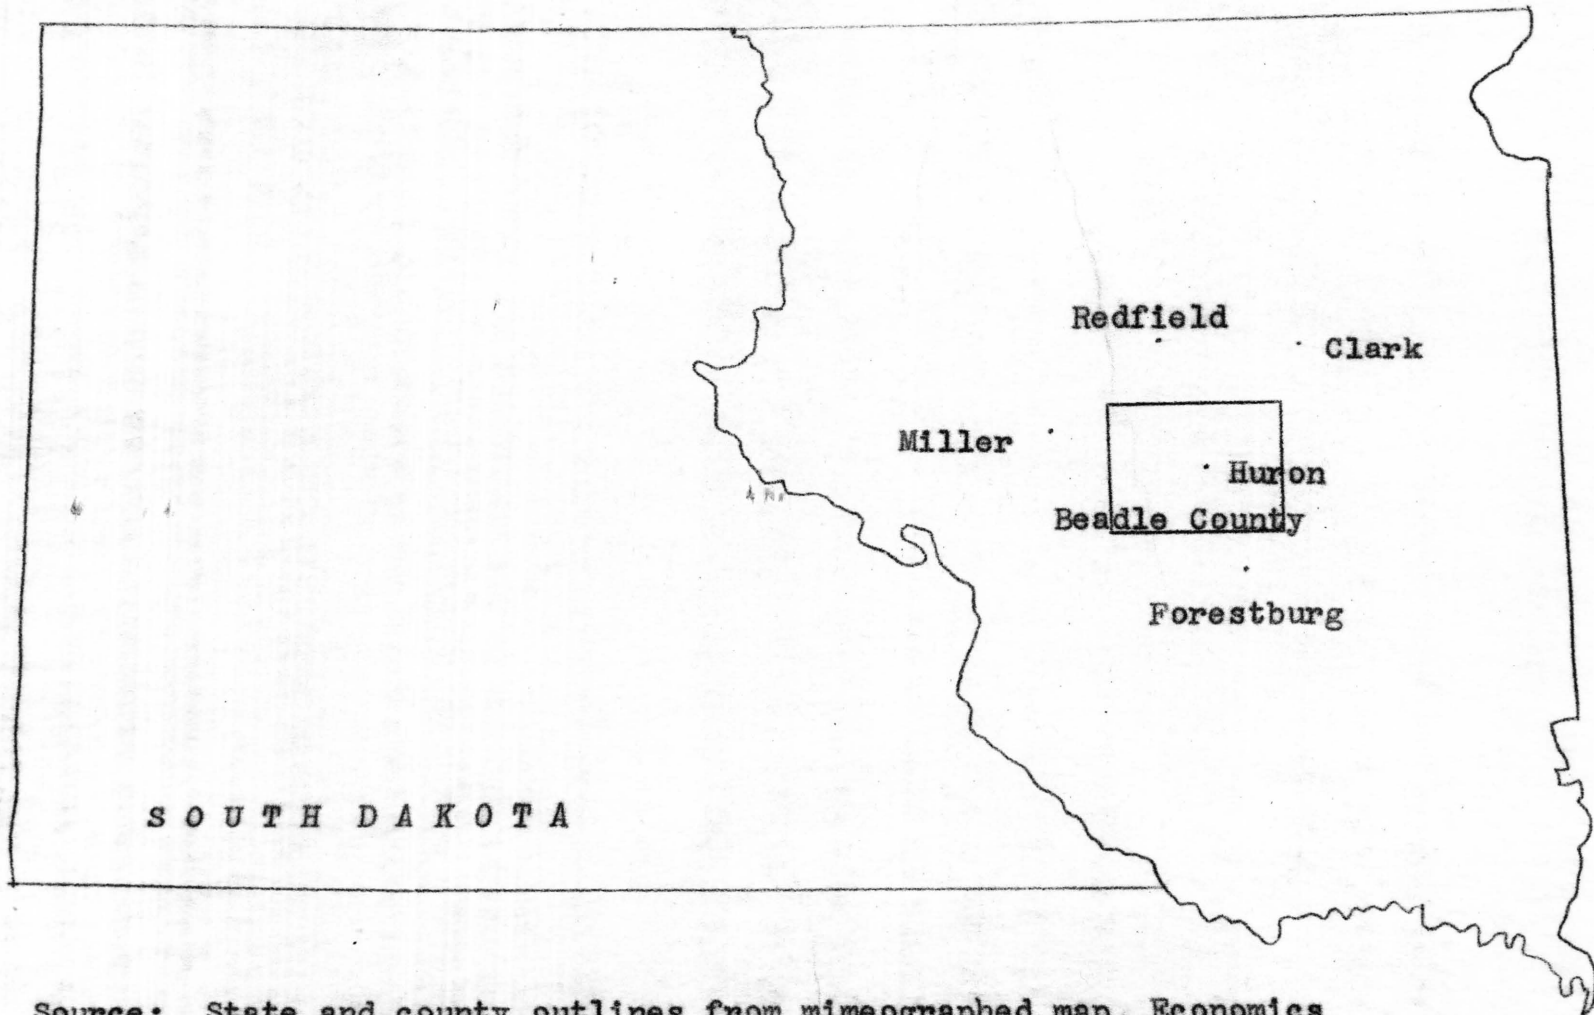 Redfield
Clark
Miller
Huron
Beadle County
Forestburg
SOUTH DAKOTA
Source: State and county outlines from mimeographed map, Economics